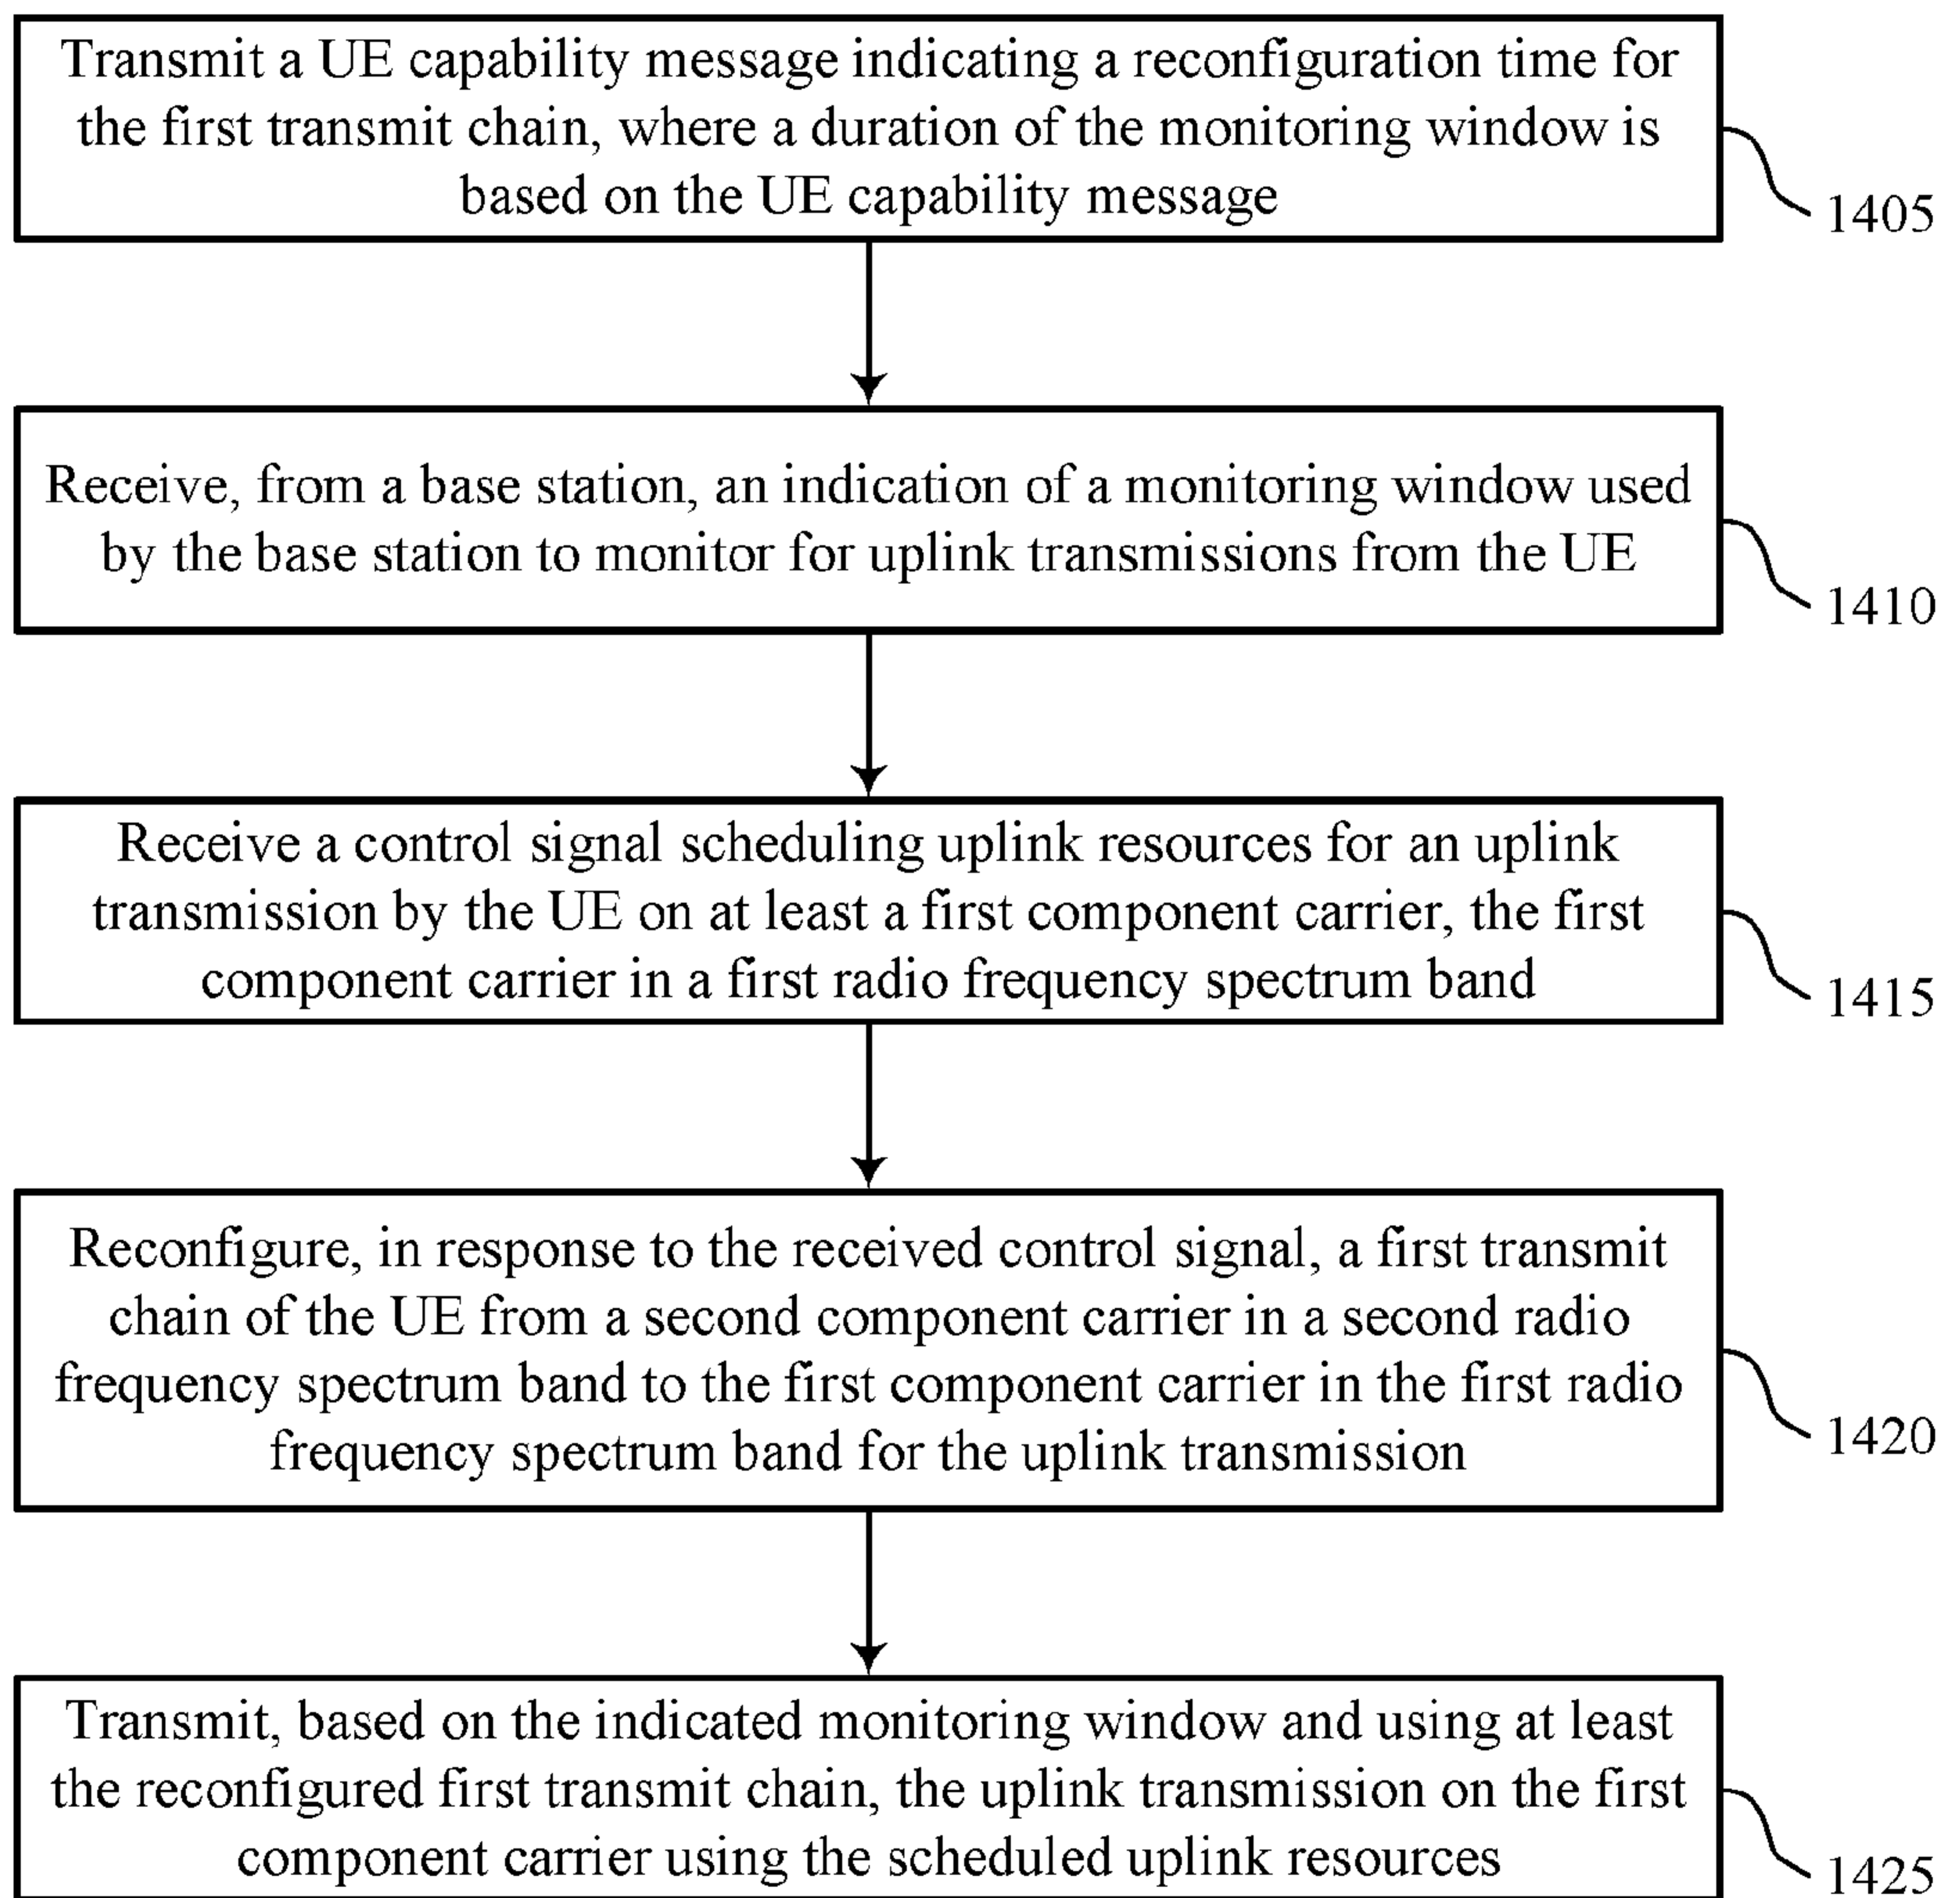 Transmit a UE capability message indicating a reconfiguration time for
the first transmit chain, where a duration of the monitoring window is
based on the UE capability message
1405
Receive, from a base station, an indication of a monitoring window used
by the base station to monitor for uplink transmissions from the UE
1410
Receive a control signal scheduling uplink resources for an uplink
transmission by the UE on at least a first component carrier, the first
component carrier in a first radio frequency spectrum band
1415
Reconfigure, in response to the received control signal, a first transmit
chain of the UE from a second component carrier in a second radio
frequency spectrum band to the first component carrier in the first radio
frequency spectrum band for the uplink transmission
1420
Transmit, based on the indicated monitoring window and using at least
the reconfigured first transmit chain, the uplink transmission on the first
component carrier using the scheduled uplink resources
1425